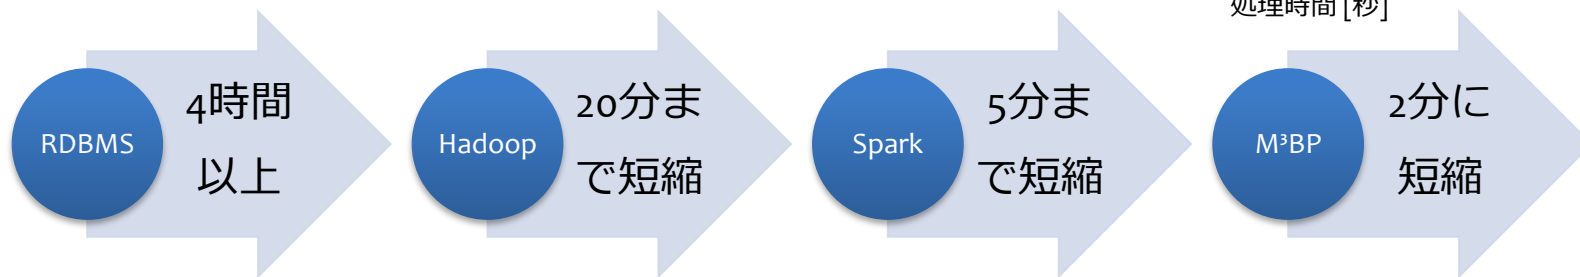 処理時間 [秒]
RDBMS
4時間
以上
Hadoop
20分ま
で短縮
Spark
5分ま
で短縮
M³BP
2分に
短縮